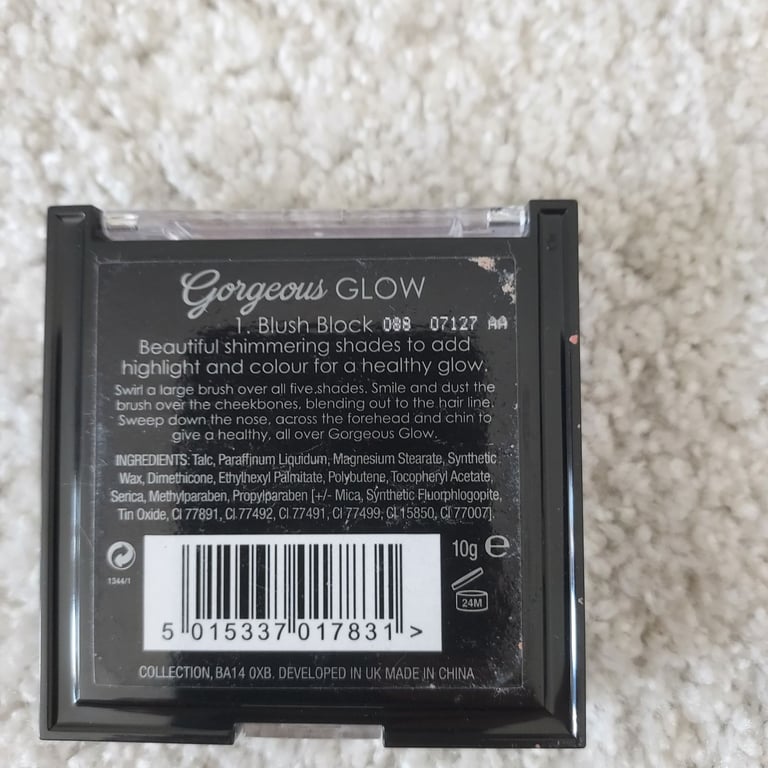 Gorgeous GLOW
1. Blush Block 088 07127 AA
Beautiful shimmering shades to add
highlight and colour for a healthy glow.
Swirl a large brush over all five shades. Smile and dust the
brush over the cheekbones, blending out to the hair line.
Sweep down the nose, across the forehead and chin to
give a healthy, all over Gorgeous Glow.
INGREDIENTS: Talc, Paraffinum Liquidum, Magnesium Stearate, Synthetic
Wax, Dimethicone, Ethylhexyl Palmitate, Polybutene, Tocopheryl Acetate,
Serica, Methylparaben, Propylparaben [+/- Mica, Synthetic Fluorphlogopite,
Tin Oxide, CI 77891, CI 77492, CI 77491, CI 77499, CI 15850, CI 77007].
10g e
1344/1
24M
5 015337 017831 >
COLLECTION, BA14 0XB. DEVELOPED IN UK MADE IN CHINA